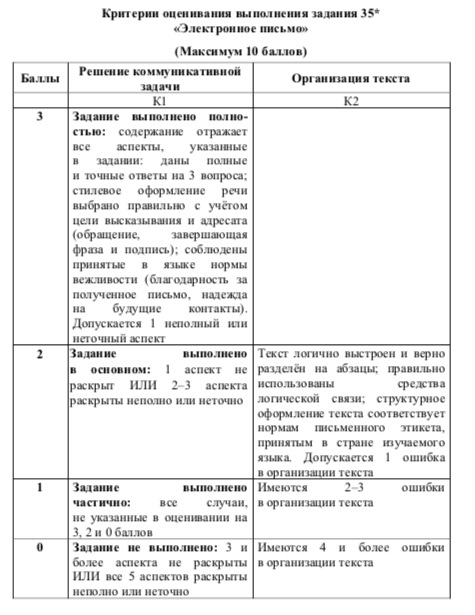 Критерии оценивания выполнения задания 35*
«Электронное письмо»
(Максимум 10 баллов)
Баллы
Решение коммуникативной
задачи
Организация текста
К1
К2
3
Задание выполнено полно-
стью: содержание отражает
все аспекты, указанные
в задании: даны полные
и точные ответы на 3 вопроса;
стилевое оформление речи
выбрано правильно с учётом
цели высказывания и адресата
(обращение, завершающая
фраза и подпись); соблюдены
принятые в языке нормы
вежливости (благодарность за
полученное письмо, надежда
на будущие контакты).
Допускается 1 неполный или
неточный аспект
2
Задание выполнено
в основном: 1 аспект не
раскрыт ИЛИ 2–3 аспекта
раскрыты неполно или неточно
Текст логично выстроен и верно
разделён на абзацы; правильно
использованы средства
логической связи; структурное
оформление текста соответствует
нормам письменного этикета,
принятым в стране изучаемого
языка. Допускается 1 ошибка
в организации текста
1
Задание выполнено
частично: все случаи,
не указанные в оценивании на
3, 2 и 0 баллов
Имеются 2–3 ошибки
в организации текста
0
Задание не выполнено: 3 и
более аспекта не раскрыты
ИЛИ все 5 аспектов раскрыты
неполно или неточно
Имеются 4 и более ошибки
в организации текста